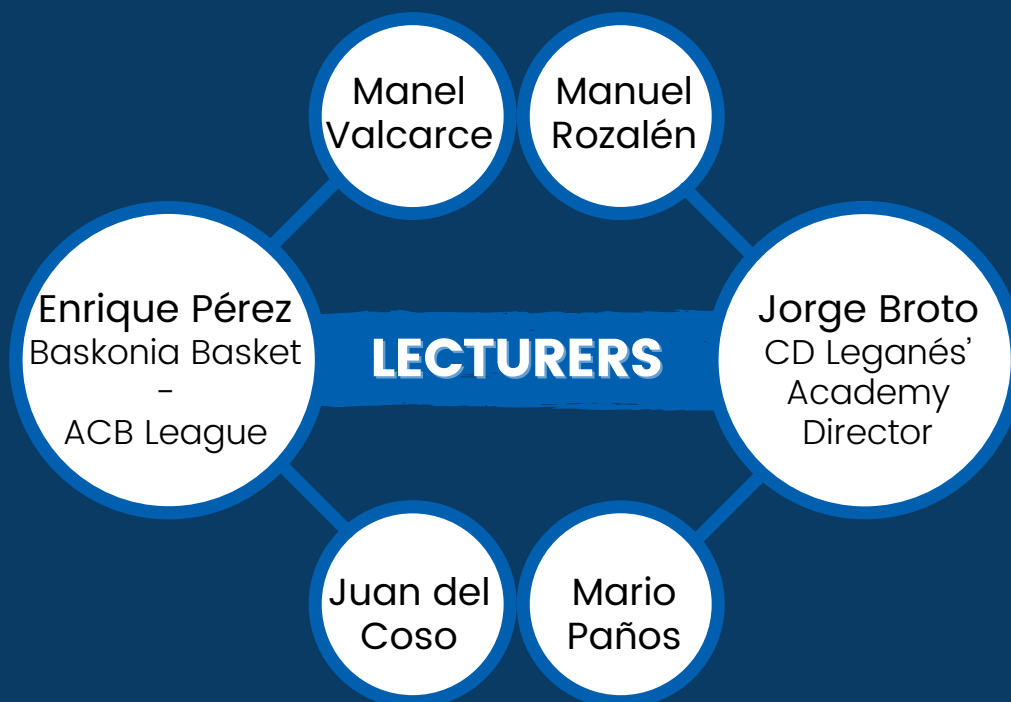 Manel
Valcarce
Manuel
Rozalén
Enrique Pérez
Baskonia Basket
–
ACB League
LECTURERS
Jorge Broto
CD Leganés’
Academy
Director
Juan del
Coso
Mario
Paños